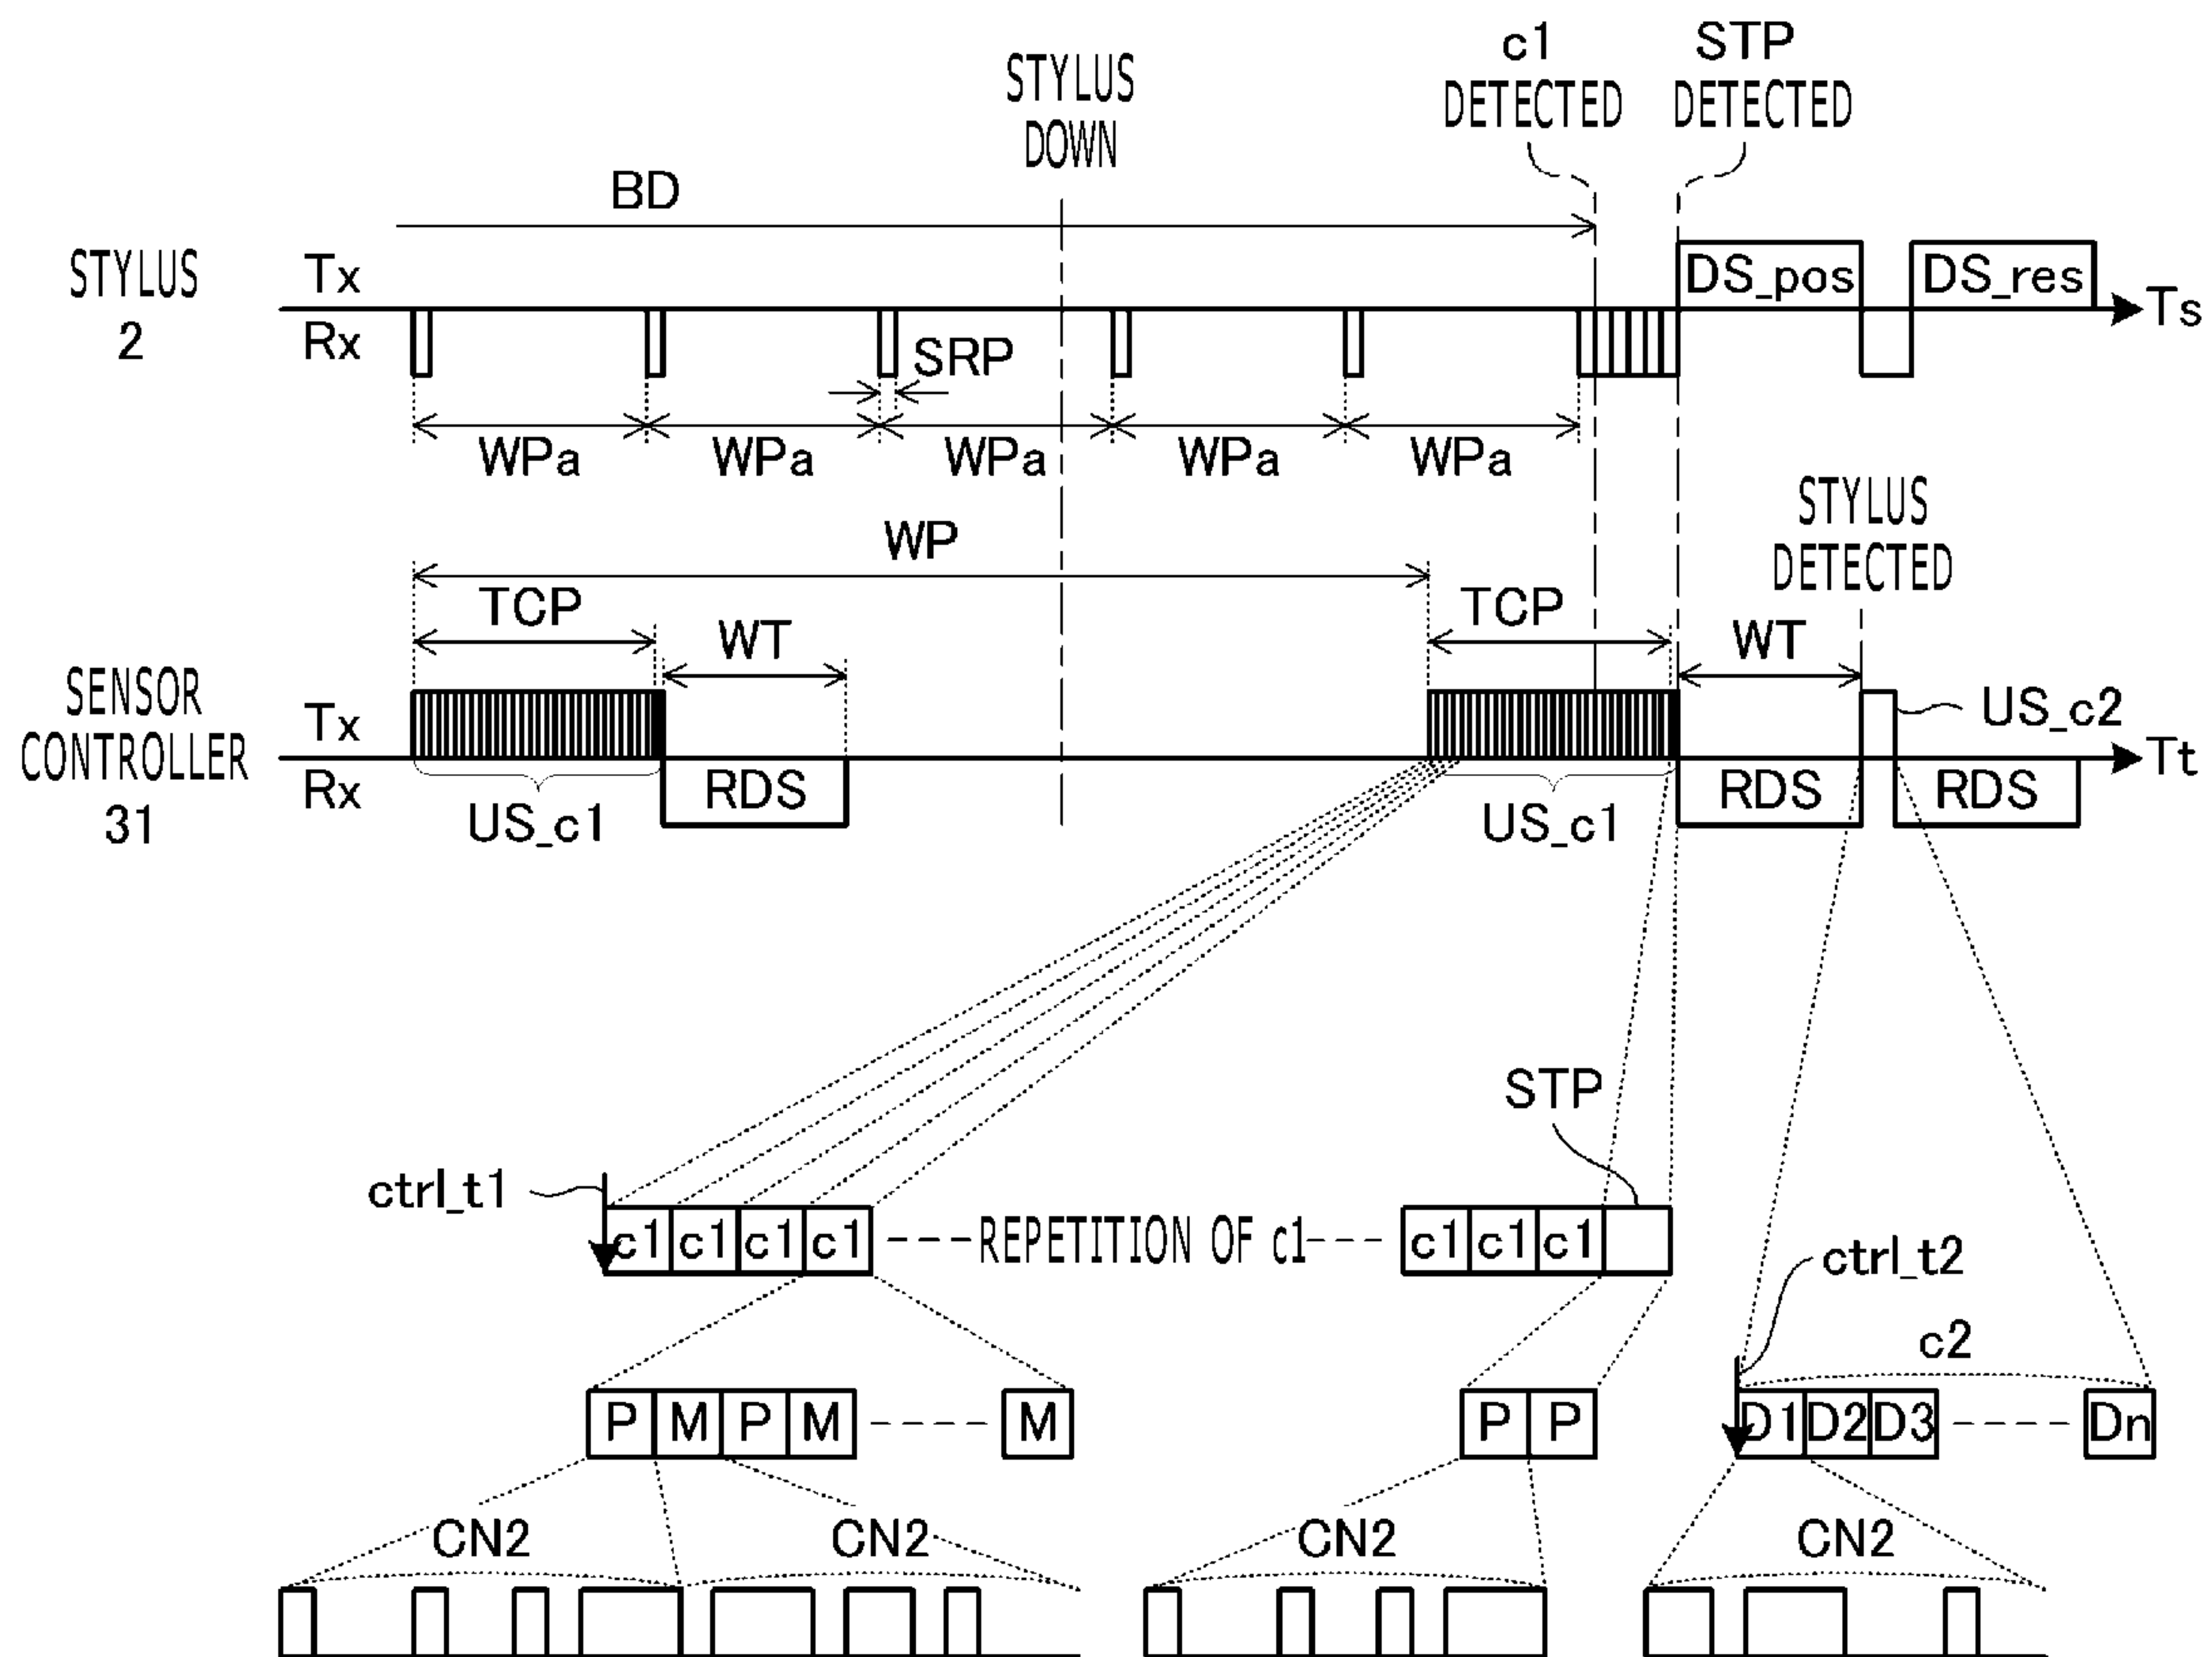 c1
DETECTED
STP
DETECTED
STYLUS
DOWN
BD
STYLUS
2
Tx
Rx
DS_pos
DS_res
Ts
SRP
WPa
WPa
WPa
WPa
WPa
STYLUS
DETECTED
WP
TCP
WT
TCP
WT
SENSOR
CONTROLLER
31
Tx
Rx
US_c2
Tt
RDS
RDS
RDS
US_c1
US_c1
STP
ctrl_t1
c1 c1 c1 c1
REPETITION OF c1
c1 c1 c1
ctrl_t2
c2
P M P M
M
P P
D1 D2 D3
Dn
CN2
CN2
CN2
CN2